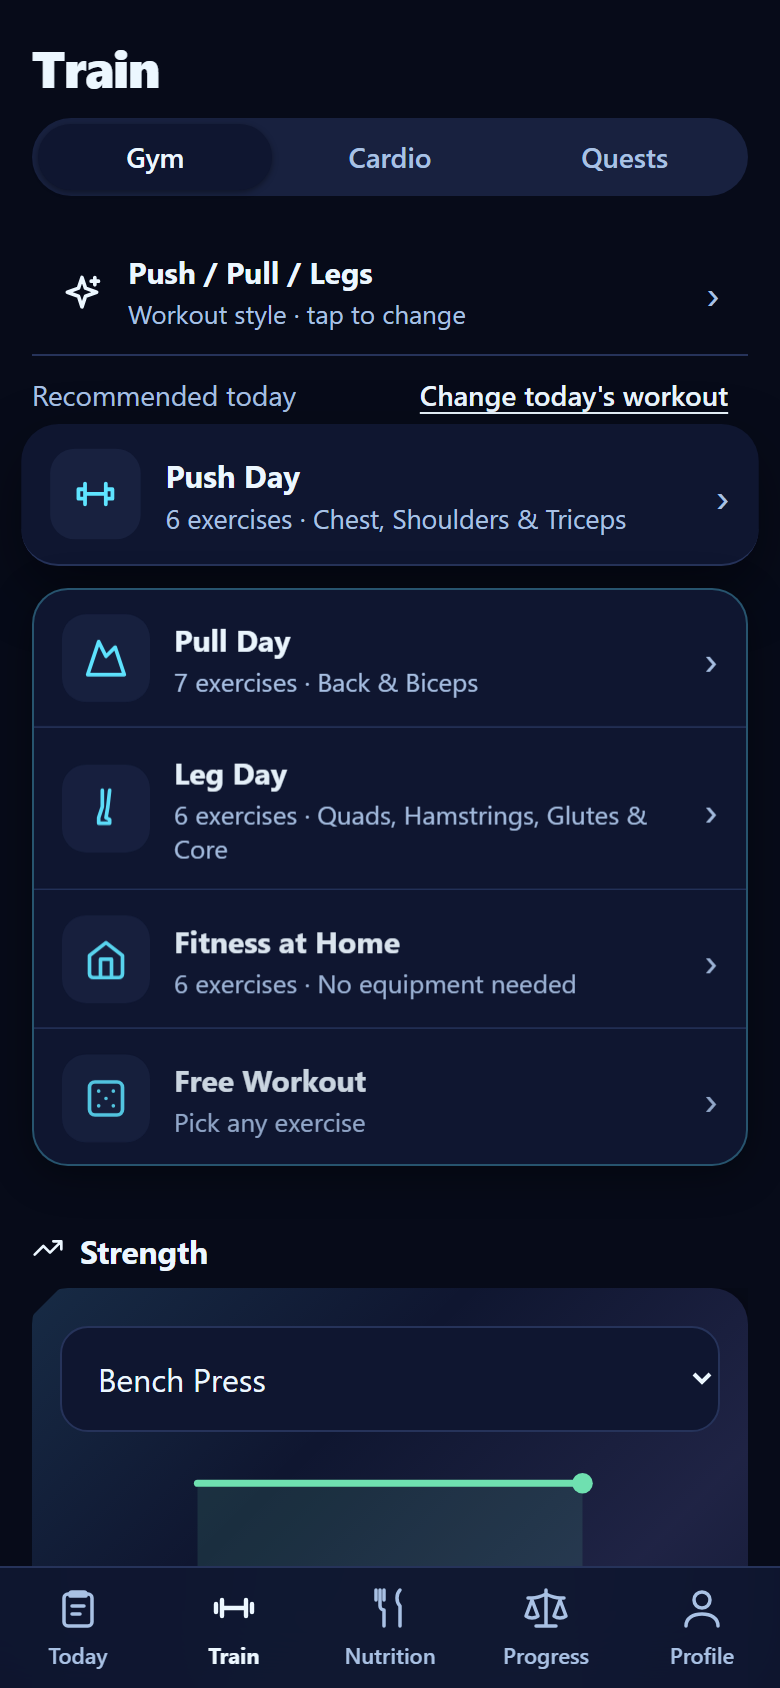 Train
Gym
Cardio
Quests
Push / Pull / Legs
Workout style · tap to change
Recommended today
Change today's workout
Push Day
6 exercises · Chest, Shoulders & Triceps
Pull Day
7 exercises · Back & Biceps
Leg Day
6 exercises · Quads, Hamstrings, Glutes &
Core
Fitness at Home
6 exercises · No equipment needed
Free Workout
Pick any exercise
Strength
Bench Press
Today
Train
Nutrition
Progress
Profile